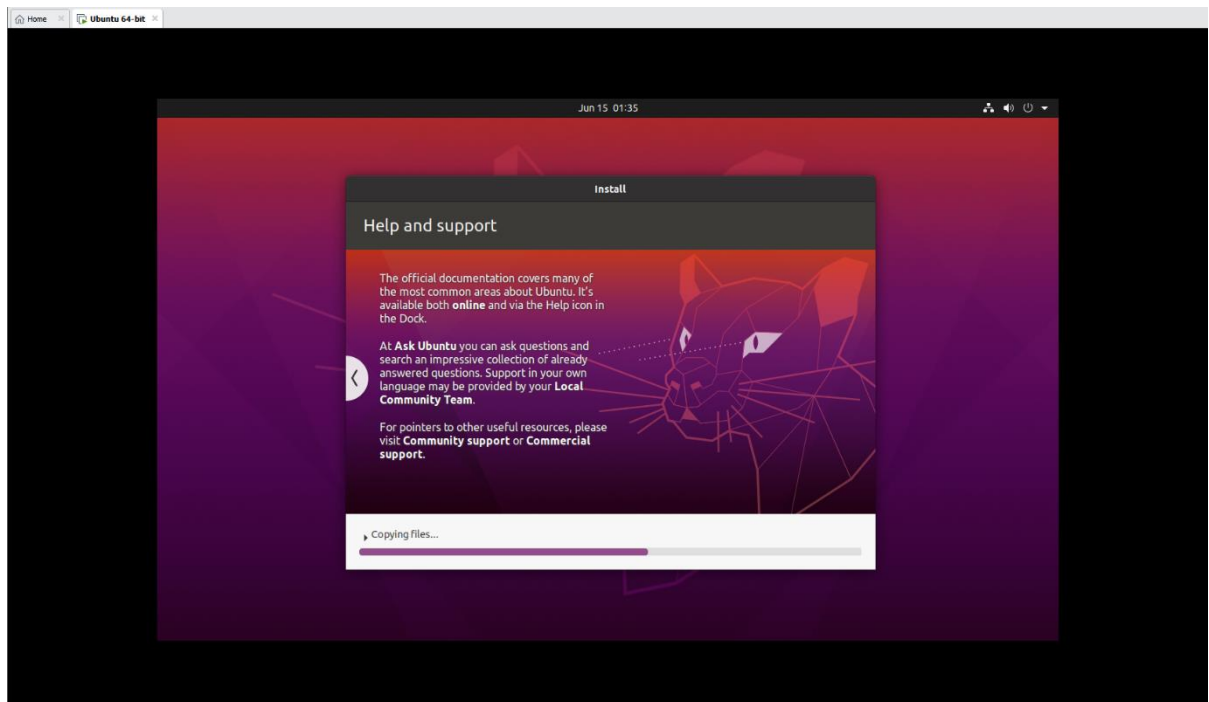 Home
Ubuntu 64-bit
Jun 15 01:35
Install
Help and support
The official documentation covers many of
the most common areas about Ubuntu. It's
available both online and via the Help icon in
the Dock.
At Ask Ubuntu you can ask questions and
search an impressive collection of already
answered questions. Support in your own
language may be provided by your Local
Community Team.
For pointers to other useful resources, please
visit Community support or Commercial
support.
Copying files...